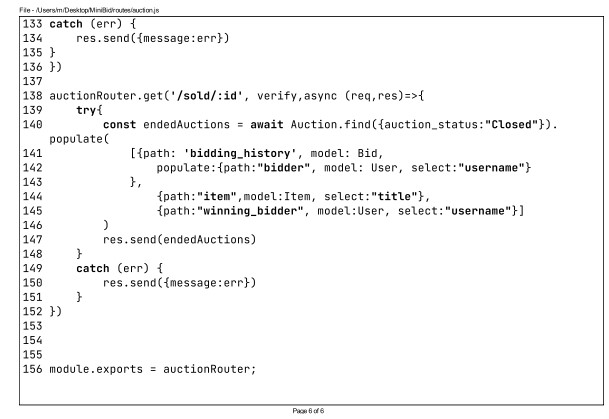 File - /Users/m/Desktop/MiniBid/routes/auction.js
133 catch (err) {
134     res.send({message:err})
135 }
136 })
137
138 auctionRouter.get('/sold/:id', verify,async (req,res)=>{
139     try{
140         const endedAuctions = await Auction.find({auction_status:"Closed"}).
    populate(
141             [{path: 'bidding_history', model: Bid,
142                 populate:{path:"bidder", model: User, select:"username"}
143             },
144                 {path:"item",model:Item, select:"title"},
145                 {path:"winning_bidder", model:User, select:"username"}]
146         )
147         res.send(endedAuctions)
148     }
149     catch (err) {
150         res.send({message:err})
151     }
152 })
153
154
155
156 module.exports = auctionRouter;
Page 6 of 6